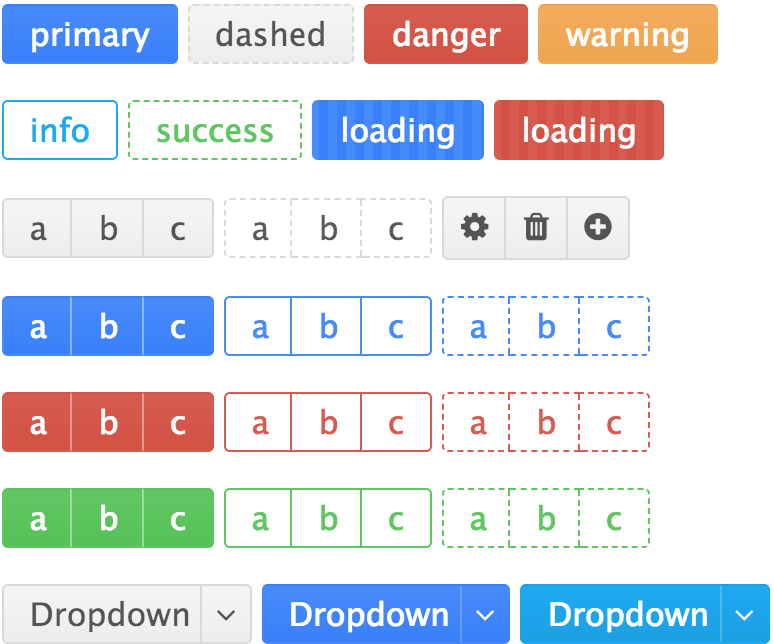 primary dashed danger warning
info success loading loading
a b c a b c
a b c a b c a b c
a b c a b c a b c
a b c a b c a b c
Dropdown Dropdown Dropdown